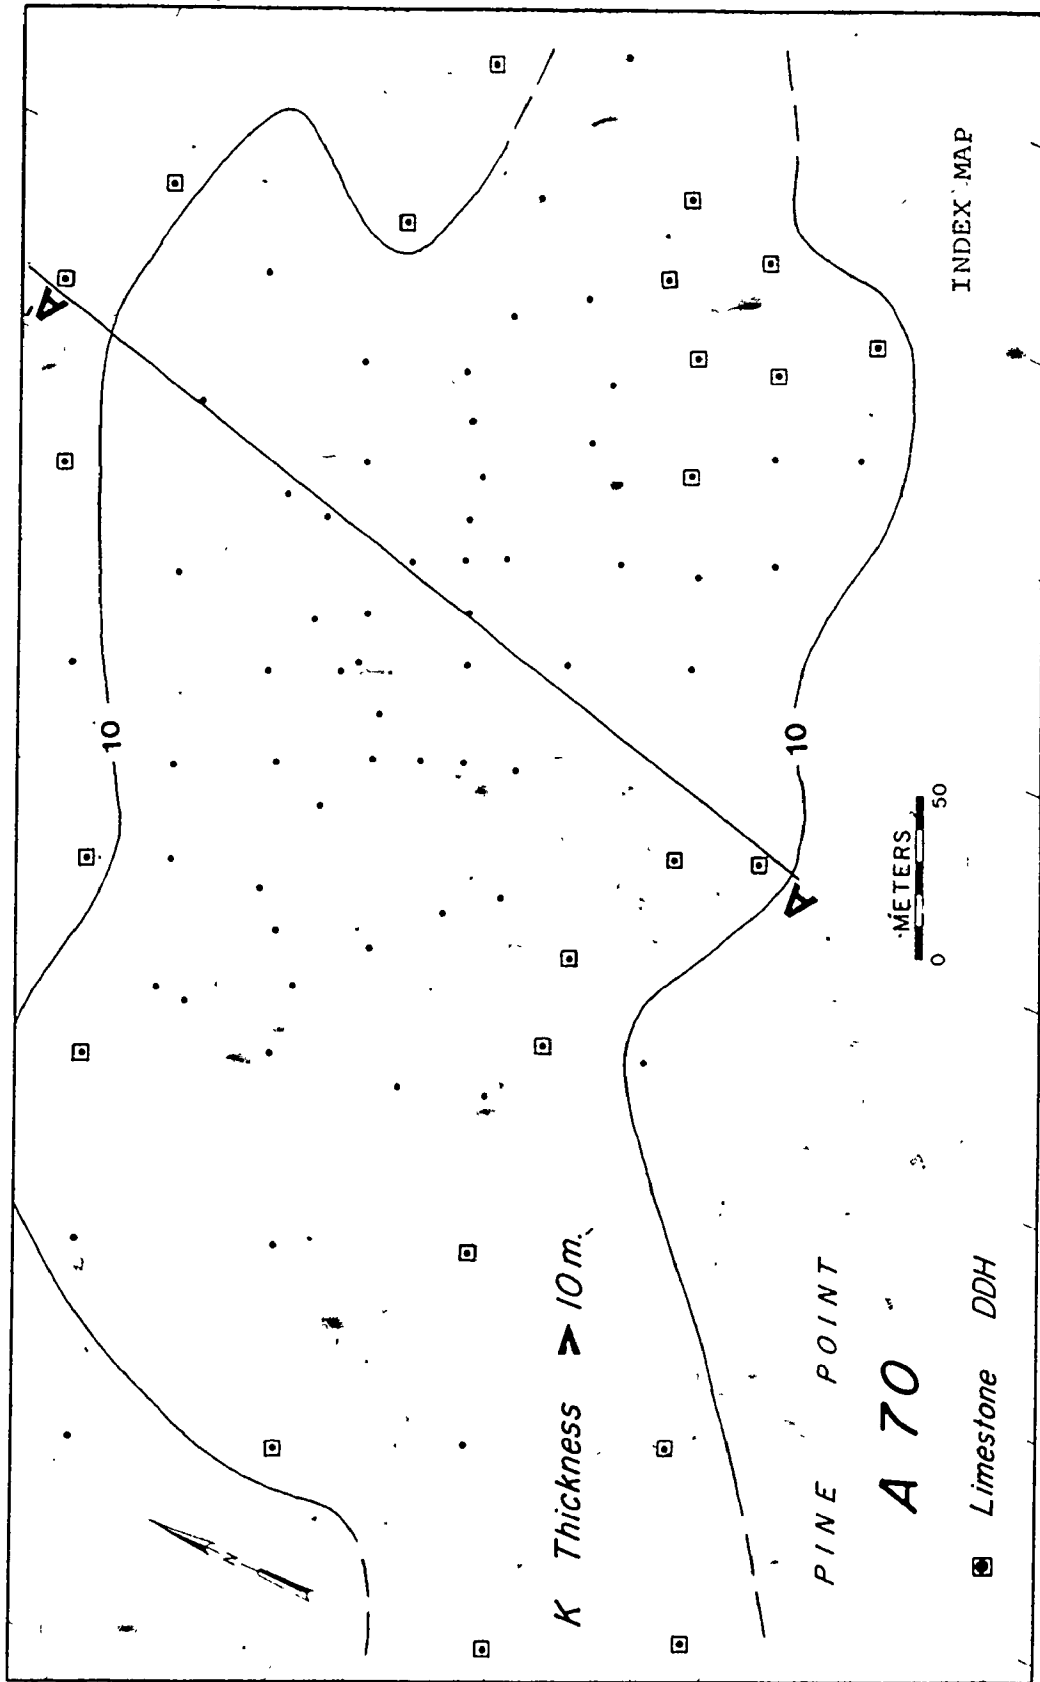 A'
10
INDEX MAP
K Thickness > 10 m.
10
A
METERS
0 50
PINE POINT
A 70
Limestone DDH
N